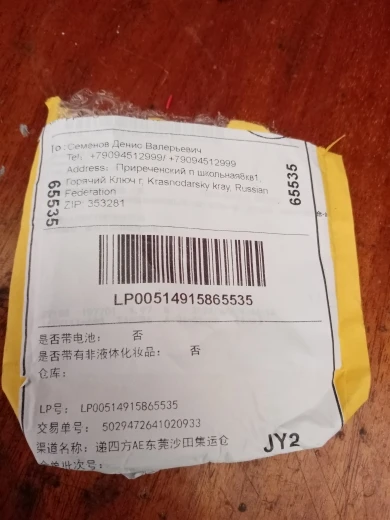 To: Семёнов Денис Валерьевич
Tel: +79094512999/ +79094512999
Address: Приреченский п школьная8кв1,
Горячий Ключ г, Krasnodarsky kray, Russian
Federation
ZIP: 353281
65535
65535
LP00514915865535
是否带电池: 否
是否带有非液体化妆品: 否
仓库:
LP号: LP00514915865535
交易单号: 5029472641020933
渠道名称: 递四方AE东莞沙田集运仓
JY2